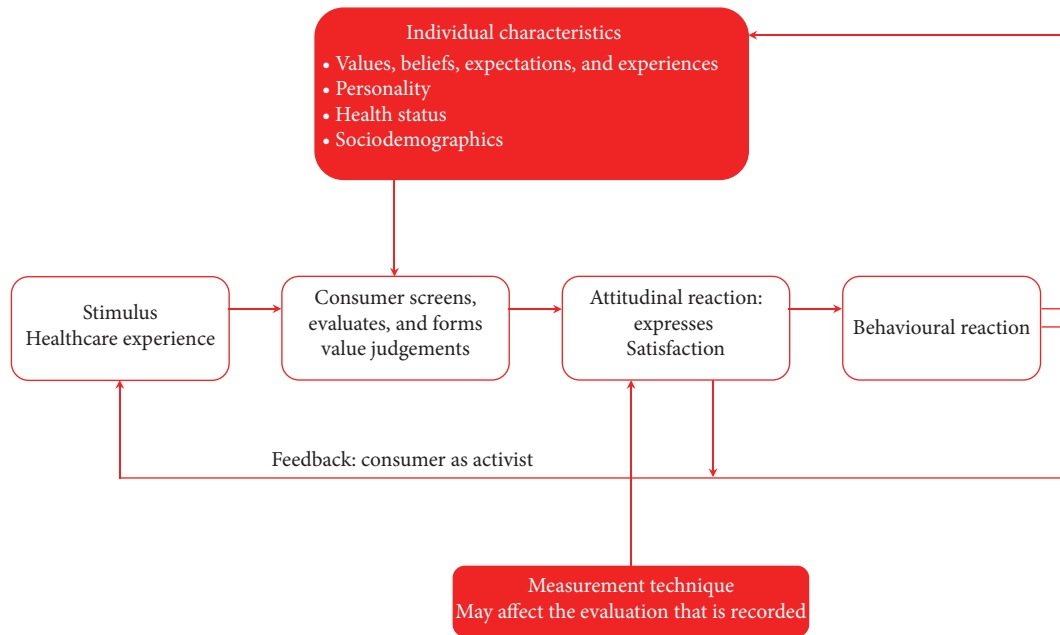 Individual characteristics
• Values, beliefs, expectations, and experiences
• Personality
• Health status
• Sociodemographics
Stimulus
Healthcare experience
Consumer screens,
evaluates, and forms
value judgements
Attitudinal reaction:
expresses
Satisfaction
Behavioural reaction
Feedback: consumer as activist
Measurement technique
May affect the evaluation that is recorded